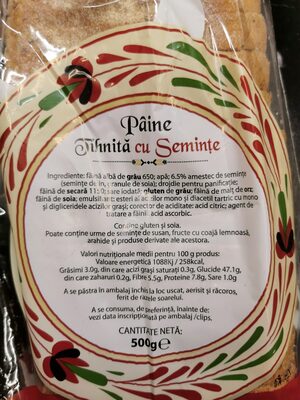 Pâine
Tihnită cu Semințe
Ingrediente: făină albă de grâu 650; apă; 6.5% amestec de semințe
(semințe de in, granule de soia); drojdie pentru panificație;
făină de secară 1150; sare iodată; gluten de grâu; făină de malț de orz;
făină de soia; emulsifiant: esteri ai acizilor mono și diacetil tartric cu mono
și digliceridele acizilor grași; corector de aciditate: acid citric; agent de
tratare a făinii: acid ascorbic.
Conține gluten și soia.
Poate conține urme de semințe de susan, fructe cu coajă lemnoasă,
arahide și produse derivate ale acestora.
Valori nutriționale medii pentru 100 g produs:
Valoare energetică 1088Kj / 258kcal,
Grăsimi 3.0g, din care acizi grași saturați 0.3g, Glucide 47.1g,
din care zaharuri 0.2g, Fibre 5.5g, Proteine 7.8g, Sare 1.0g
A se păstra în ambalaj închis la loc uscat, aerisit și răcoros,
ferit de razele soarelui.
A se consuma, de preferință, înainte de:
vezi data inscripționată pe ambalaj /clips.
CANTITATE NETĂ:
500g℮